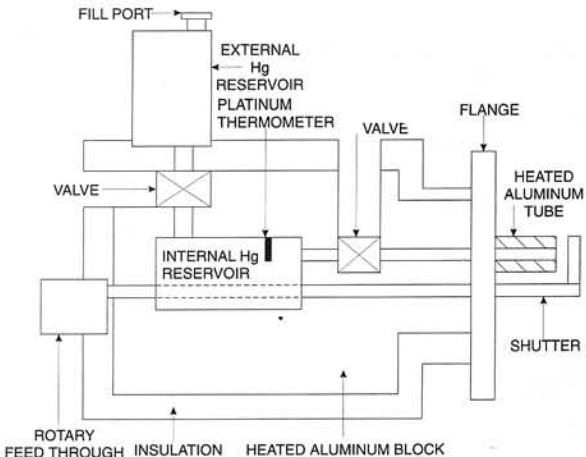 FILL PORT
EXTERNAL
Hg
RESERVOIR
PLATINUM
THERMOMETER
VALVE
FLANGE
VALVE
HEATED
ALUMINUM
TUBE
INTERNAL Hg
RESERVOIR
SHUTTER
ROTARY
FEED THROUGH
INSULATION
HEATED ALUMINUM BLOCK